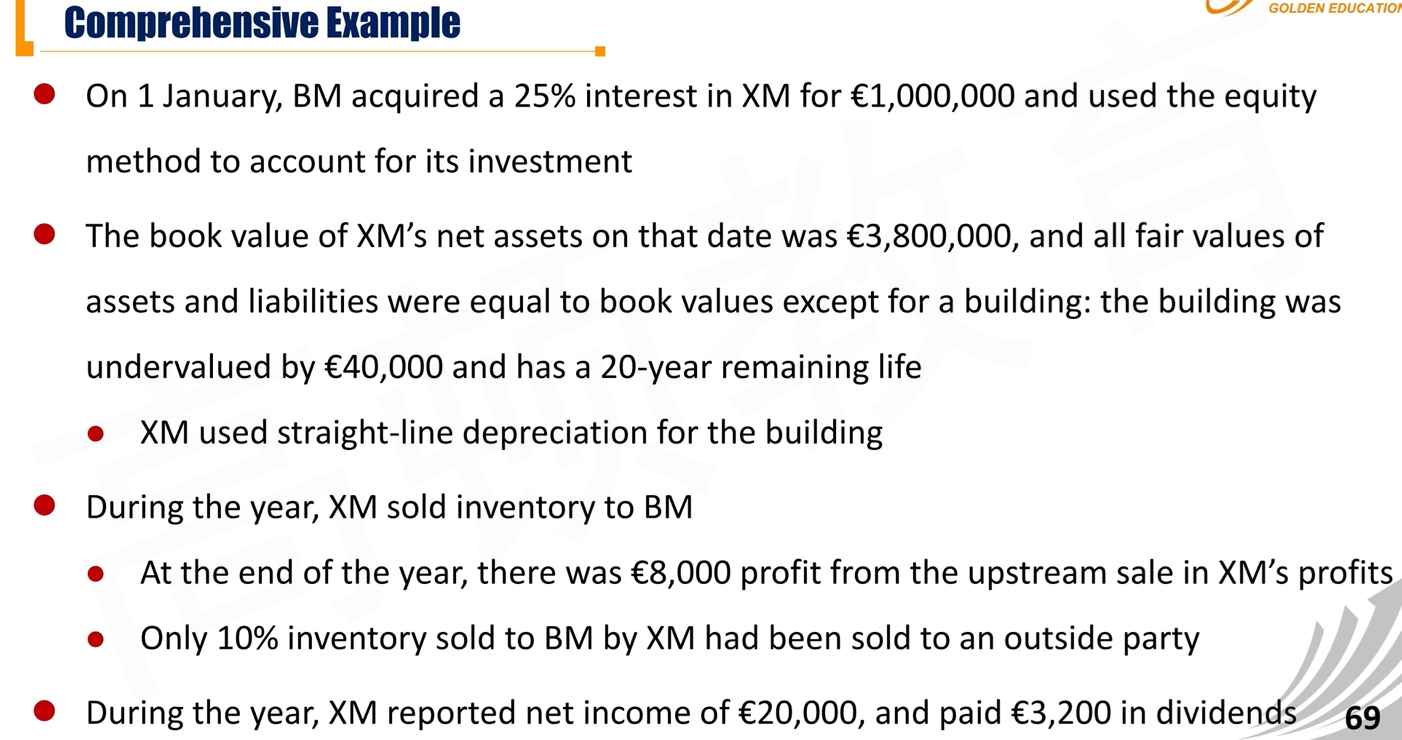 Comprehensive Example
GOLDEN EDUCATION
● On 1 January, BM acquired a 25% interest in XM for €1,000,000 and used the equity
method to account for its investment
● The book value of XM’s net assets on that date was €3,800,000, and all fair values of
assets and liabilities were equal to book values except for a building: the building was
undervalued by €40,000 and has a 20-year remaining life
● XM used straight-line depreciation for the building
● During the year, XM sold inventory to BM
● At the end of the year, there was €8,000 profit from the upstream sale in XM’s profits
● Only 10% inventory sold to BM by XM had been sold to an outside party
● During the year, XM reported net income of €20,000, and paid €3,200 in dividends
69
高顿教育